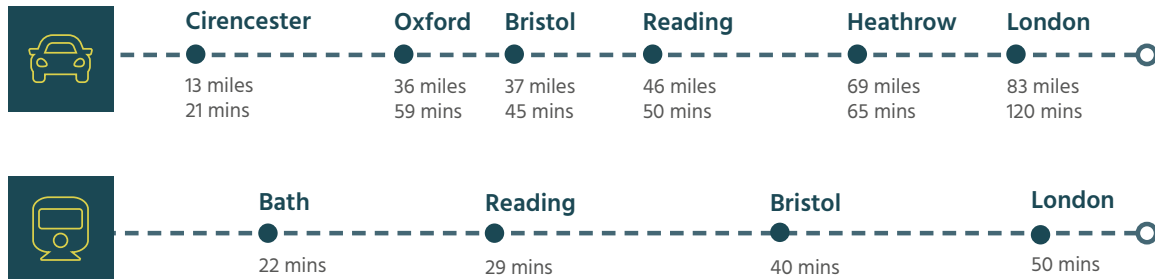 Cirencester Oxford Bristol Reading Heathrow London
13 miles 36 miles 37 miles 46 miles 69 miles 83 miles
21 mins 59 mins 45 mins 50 mins 65 mins 120 mins
Bath Reading Bristol London
22 mins 29 mins 40 mins 50 mins